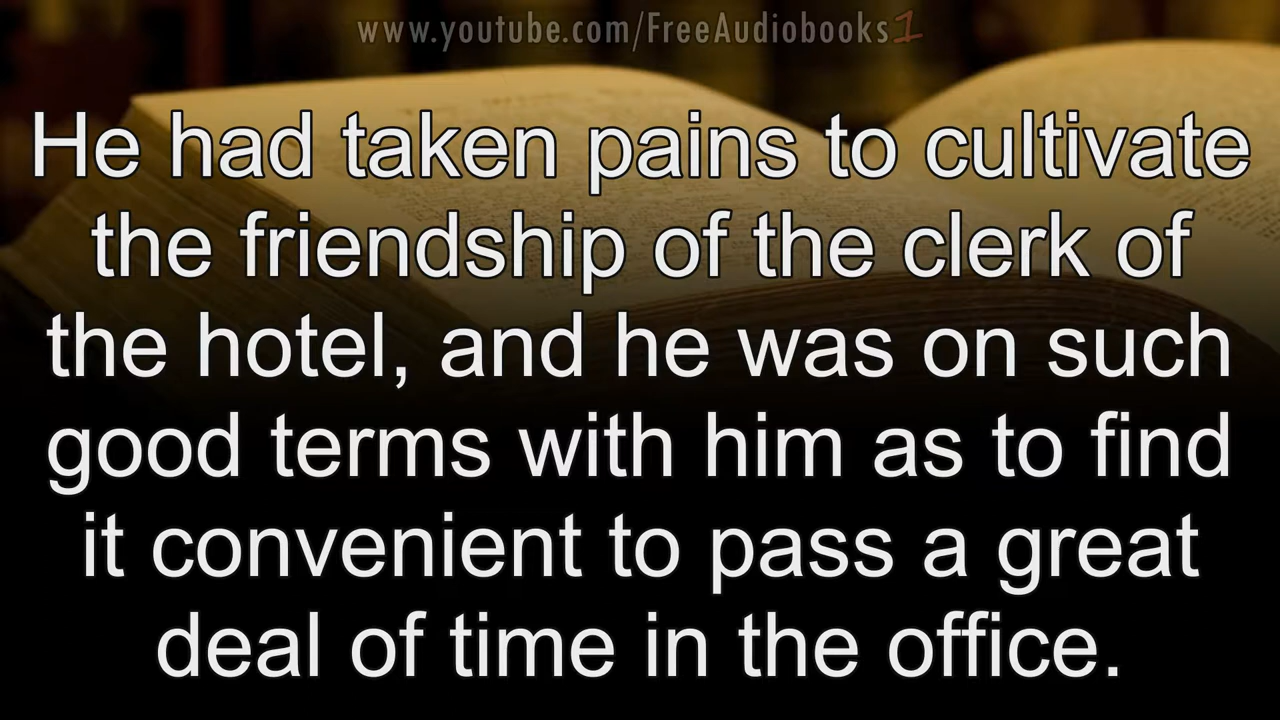 www.youtube.com/FreeAudiobooks1
He had taken pains to cultivate
the friendship of the clerk of
the hotel, and he was on such
good terms with him as to find
it convenient to pass a great
deal of time in the office.